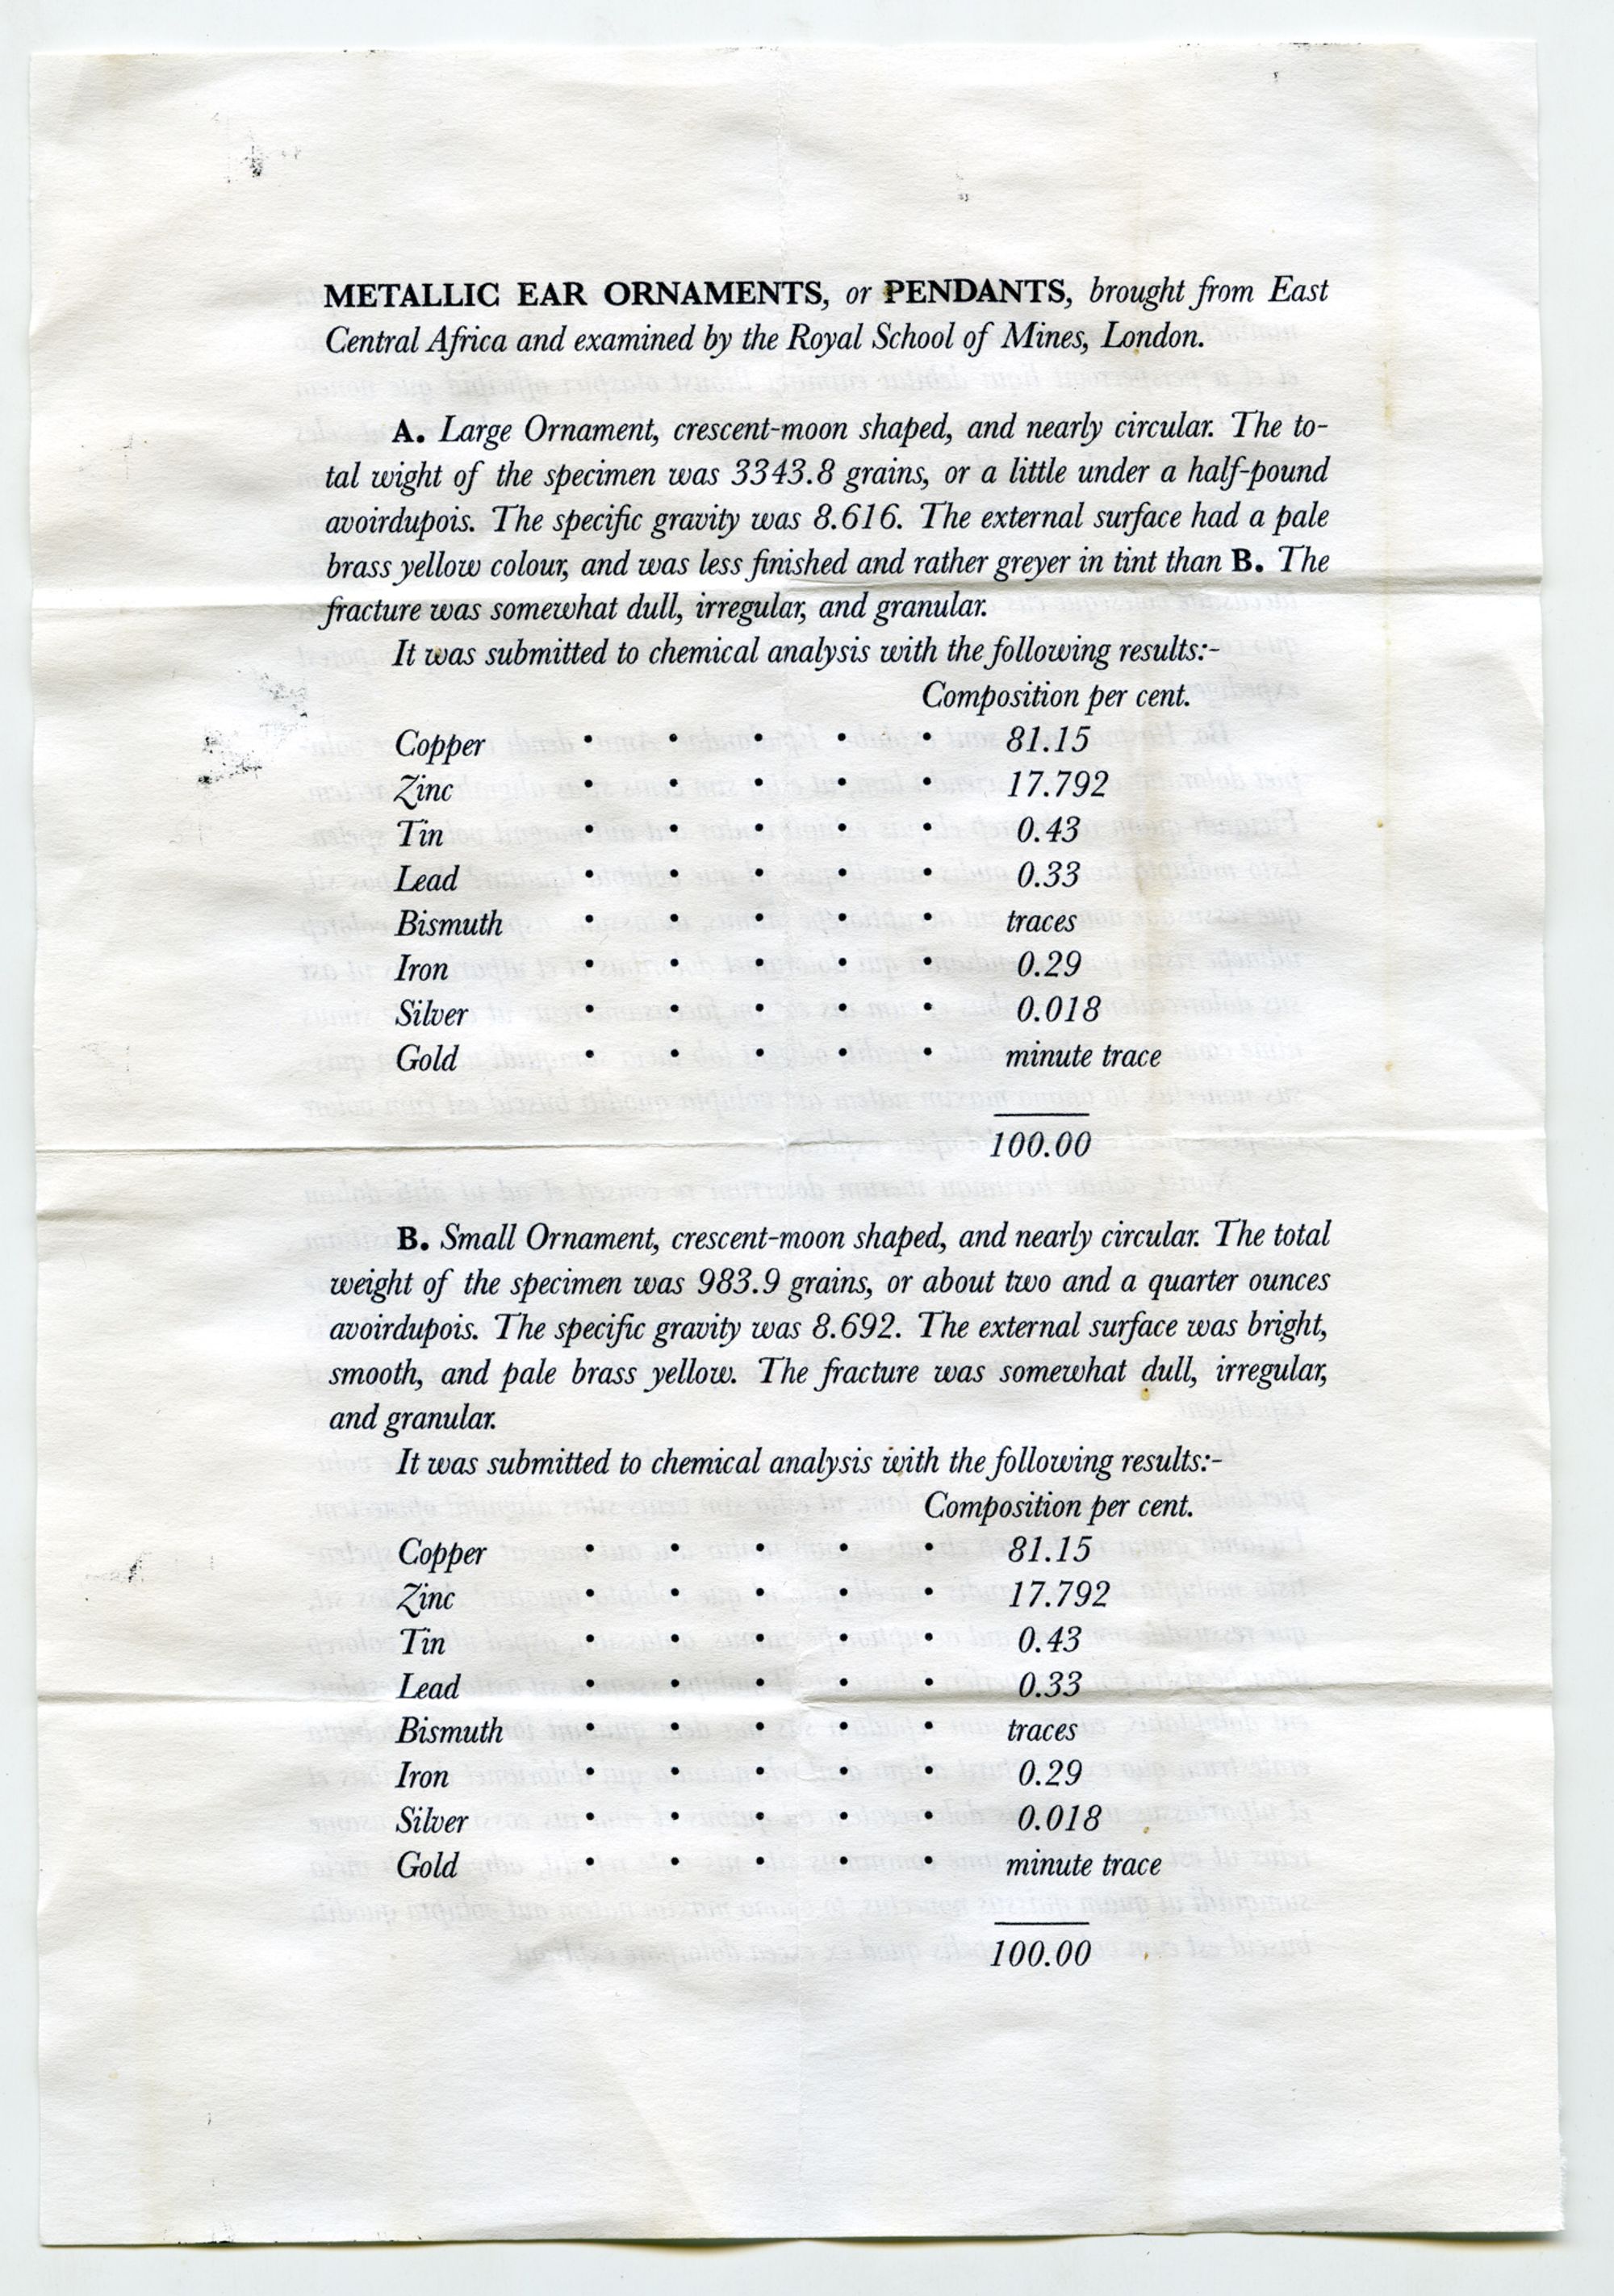 METALLIC EAR ORNAMENTS, or PENDANTS, brought from East
Central Africa and examined by the Royal School of Mines, London.
A. Large Ornament, crescent-moon shaped, and nearly circular. The to-
tal wight of the specimen was 3343.8 grains, or a little under a half-pound
avoirdupois. The specific gravity was 8.616. The external surface had a pale
brass yellow colour, and was less finished and rather greyer in tint than B. The
fracture was somewhat dull, irregular, and granular.
It was submitted to chemical analysis with the following results:-
Composition per cent.
Copper • • • • • 81.15
Zinc • • • • • 17.792
Tin • • • • • 0.43
Lead • • • • • 0.33
Bismuth • • • • • traces
Iron • • • • • 0.29
Silver • • • • • 0.018
Gold • • • • • minute trace
100.00
B. Small Ornament, crescent-moon shaped, and nearly circular. The total
weight of the specimen was 983.9 grains, or about two and a quarter ounces
avoirdupois. The specific gravity was 8.692. The external surface was bright,
smooth, and pale brass yellow. The fracture was somewhat dull, irregular,
and granular.
It was submitted to chemical analysis with the following results:-
Composition per cent.
Copper • • • • • 81.15
Zinc • • • • • 17.792
Tin • • • • • 0.43
Lead • • • • • 0.33
Bismuth • • • • • traces
Iron • • • • • 0.29
Silver • • • • • 0.018
Gold • • • • • minute trace
100.00